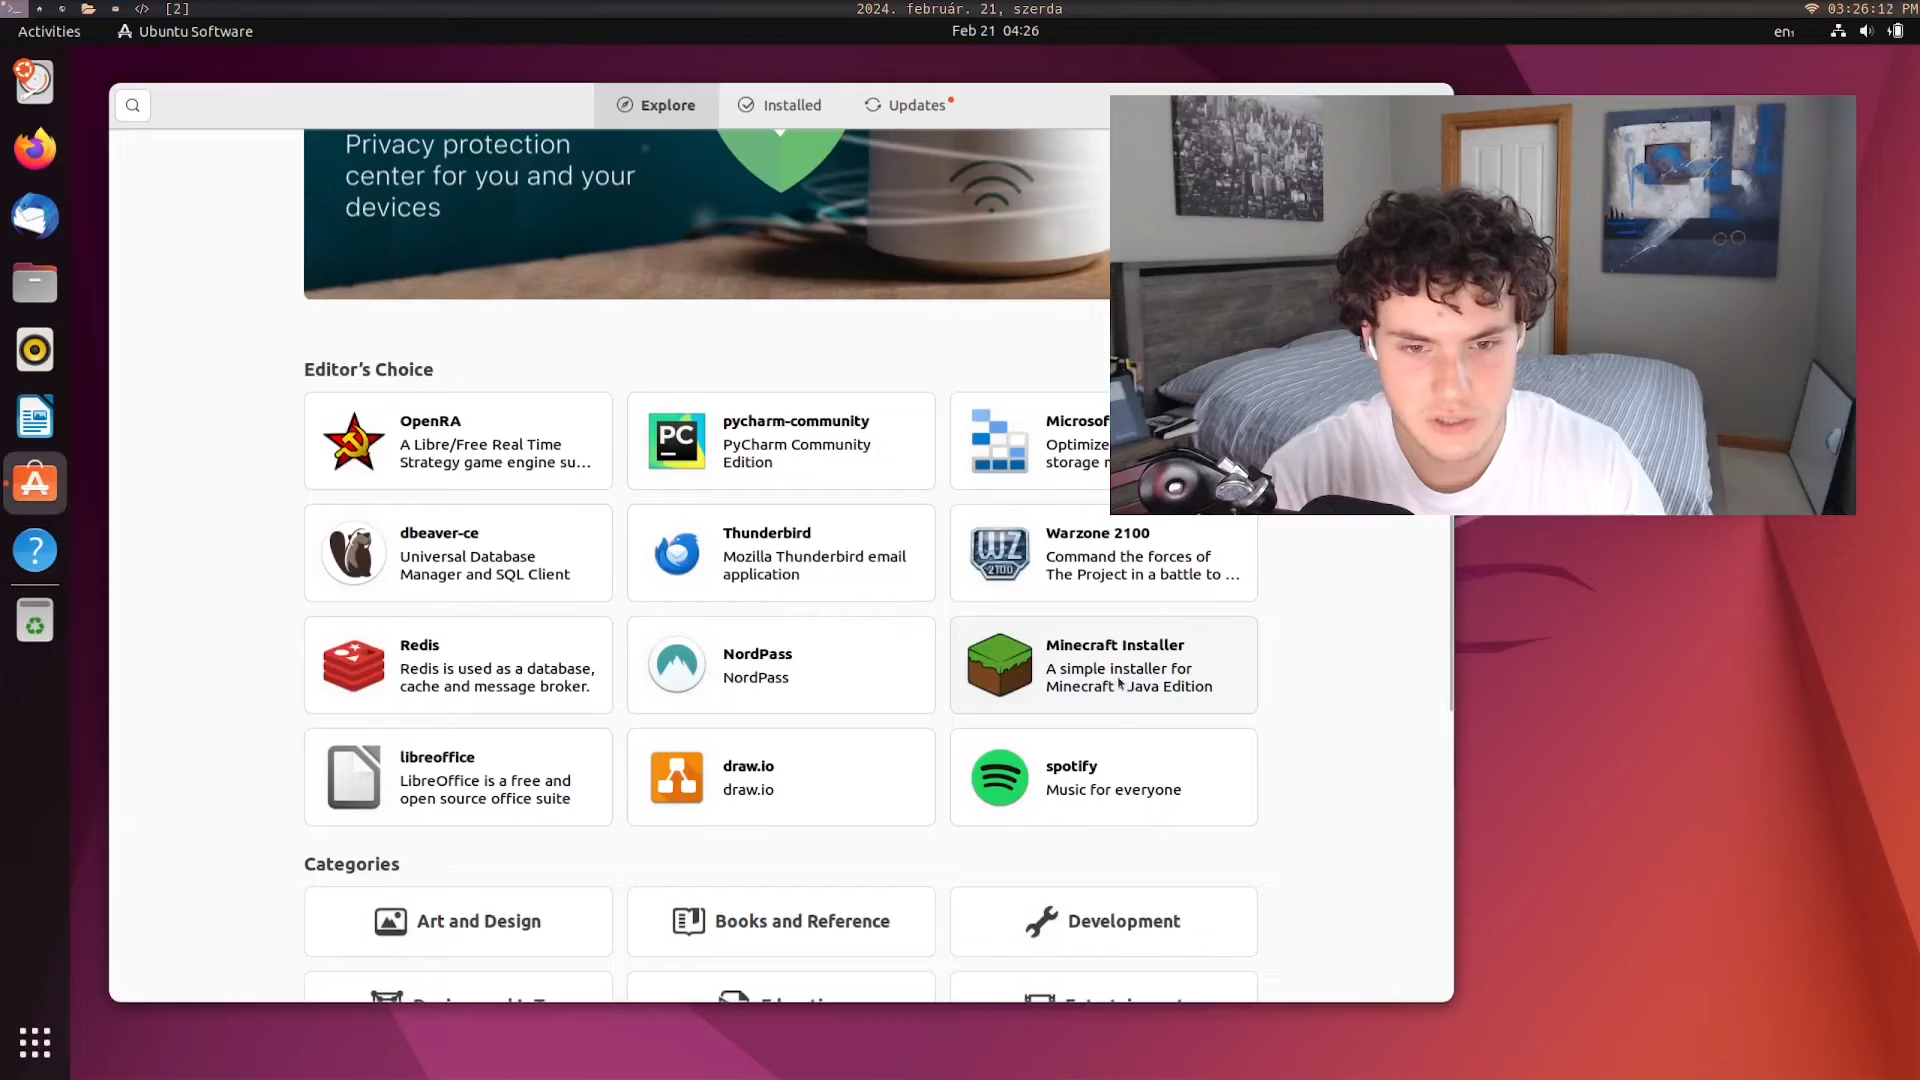 [2]
2024. február. 21, szerda
03:26:12 PM
Activities
Ubuntu Software
Feb 21 04:26
en₁
Explore
Installed
Updates
Privacy protection
center for you and your
devices
Editor’s Choice
OpenRA
A Libre/Free Real Time
Strategy game engine su...
pycharm-community
PyCharm Community
Edition
PC
Optimize
dbeaver-ce
Universal Database
Manager and SQL Client
Thunderbird
Mozilla Thunderbird email
application
WZ
2100
Warzone 2100
Command the forces of
The Project in a battle to ...
Redis
Redis is used as a database,
cache and message broker.
NordPass
NordPass
Minecraft Installer
A simple installer for
Minecraft Java Edition
libreoffice
LibreOffice is a free and
open source office suite
draw.io
draw.io
spotify
Music for everyone
Categories
Art and Design
Books and Reference
Development